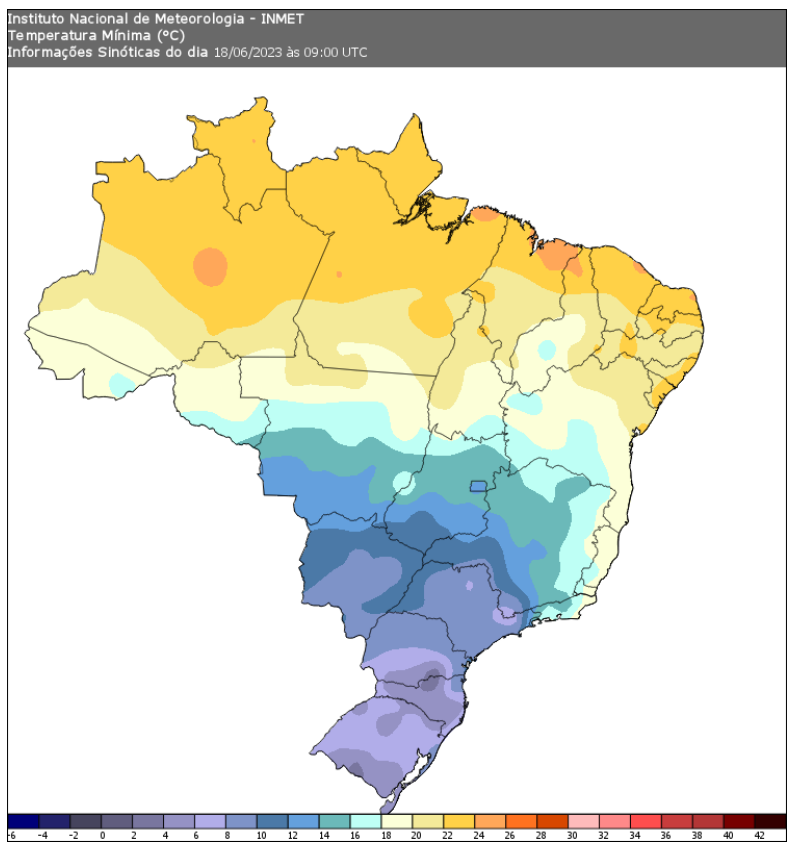 Instituto Nacional de Meteorologia - INMET
Temperatura Mínima (°C)
Informações Sinóticas do dia 18/06/2023 às 09:00 UTC
-6 -4 -2 0 2 4 6 8 10 12 14 16 18 20 22 24 26 28 30 32 34 36 38 40 42